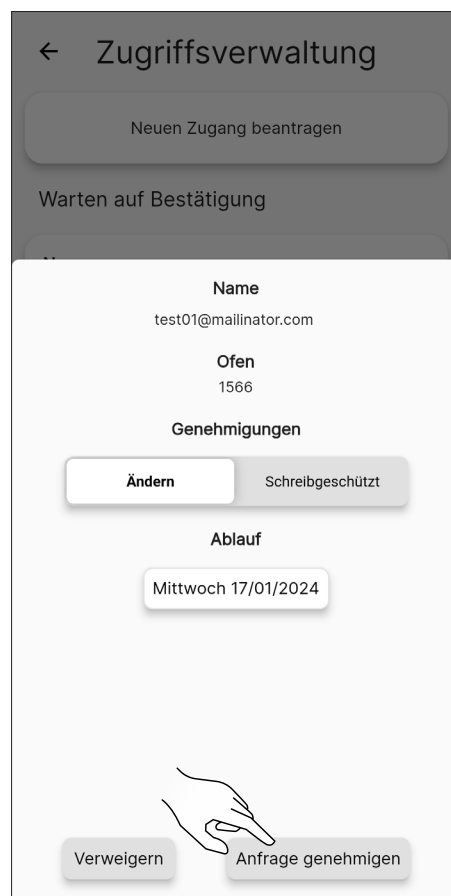 Zugriffsverwaltung
Neuen Zugang beantragen
Warten auf Bestätigung
Name
test01@mailinator.com
Ofen
1566
Genehmigungen
Ändern Schreibgeschützt
Ablauf
Mittwoch 17/01/2024
Verweigern Anfrage genehmigen